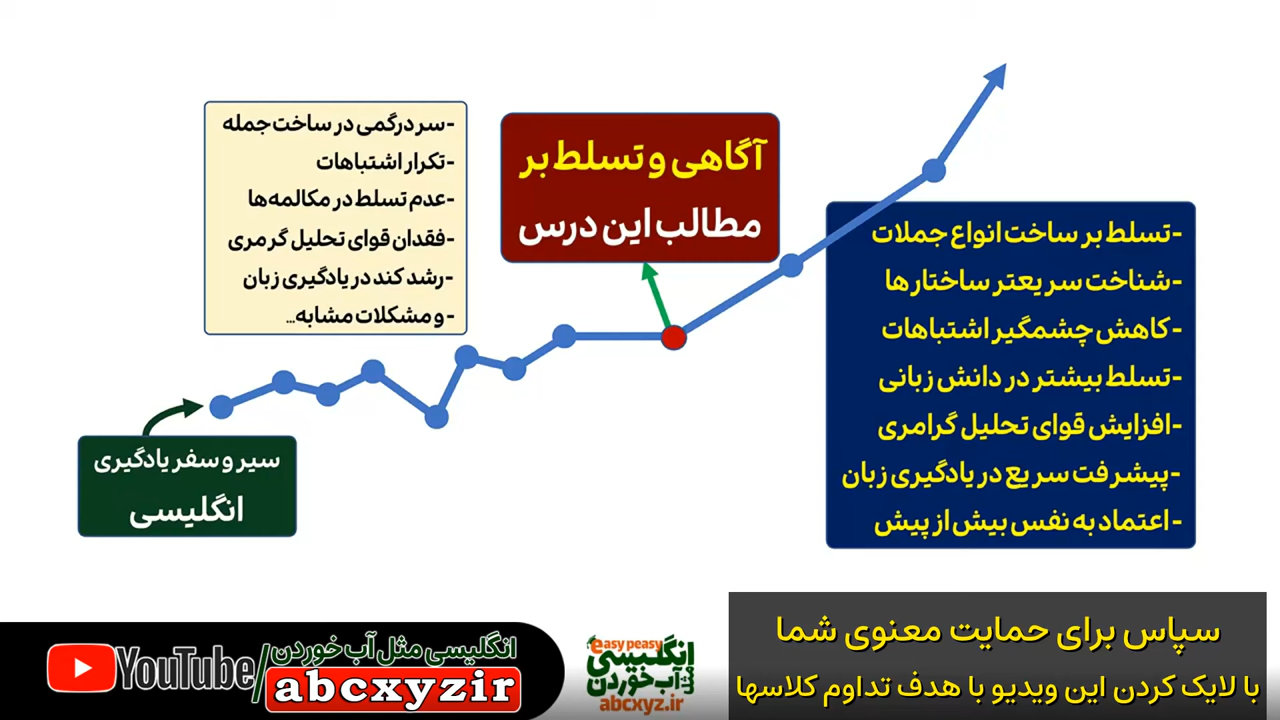 -سردرگمی در ساخت جمله
-تکرار اشتباهات
-عدم تسلط در مکالمه‌ها
-فقدان قوای تحلیل گرمری
-رشد کند در یادگیری زبان
-و مشکلات مشابه...
آگاهی و تسلط بر
مطالب این درس
-تسلط بر ساخت انواع جملات
-شناخت سریعتر ساختارها
-کاهش چشمگیر اشتباهات
-تسلط بیشتر در دانش زبانی
-افزایش قوای تحلیل گرامری
-پیشرفت سریع در یادگیری زبان
-اعتماد به نفس بیش از پیش
سیر و سفر یادگیری
انگلیسی
سپاس برای حمایت معنوی شما
با لایک کردن این ویدیو با هدف تداوم کلاسها
YouTube/انگلیسی مثل آب خوردن
abcxyzir
easy peasy
انگلیسی
مثل آب خوردن
abcxyz.ir